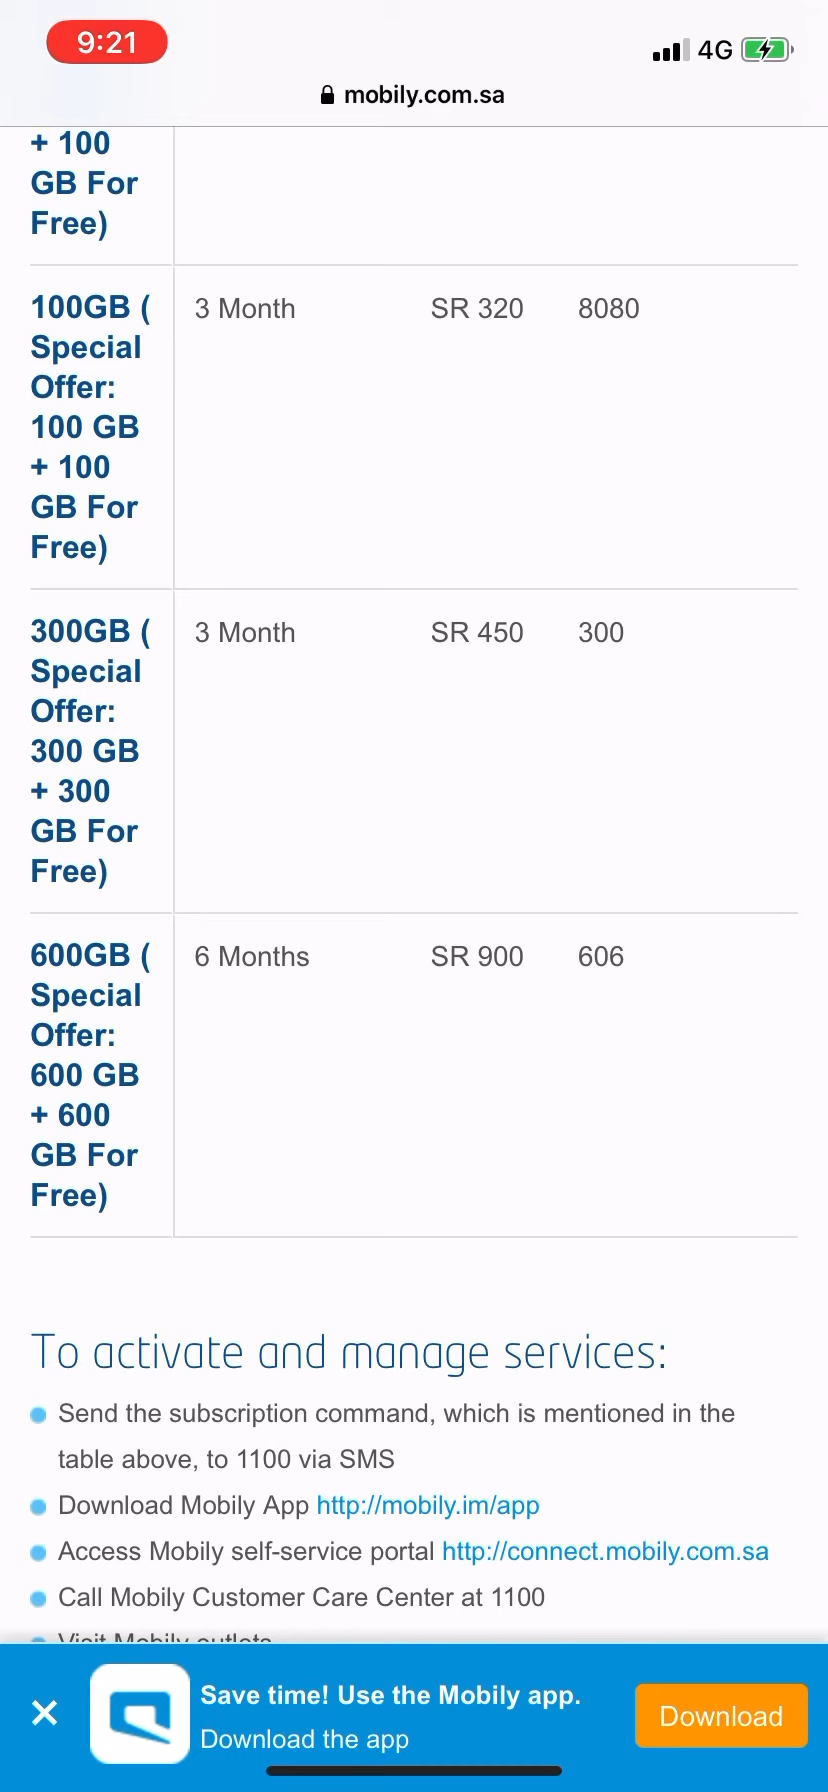 9:21
4G
mobily.com.sa
+ 100
GB For
Free)
100GB ( 3 Month SR 320 8080
Special
Offer:
100 GB
+ 100
GB For
Free)
300GB ( 3 Month SR 450 300
Special
Offer:
300 GB
+ 300
GB For
Free)
600GB ( 6 Months SR 900 606
Special
Offer:
600 GB
+ 600
GB For
Free)
To activate and manage services:
Send the subscription command, which is mentioned in the
table above, to 1100 via SMS
Download Mobily App http://mobily.im/app
Access Mobily self-service portal http://connect.mobily.com.sa
Call Mobily Customer Care Center at 1100
Visit Mobily outlets
Save time! Use the Mobily app.
Download the app
Download